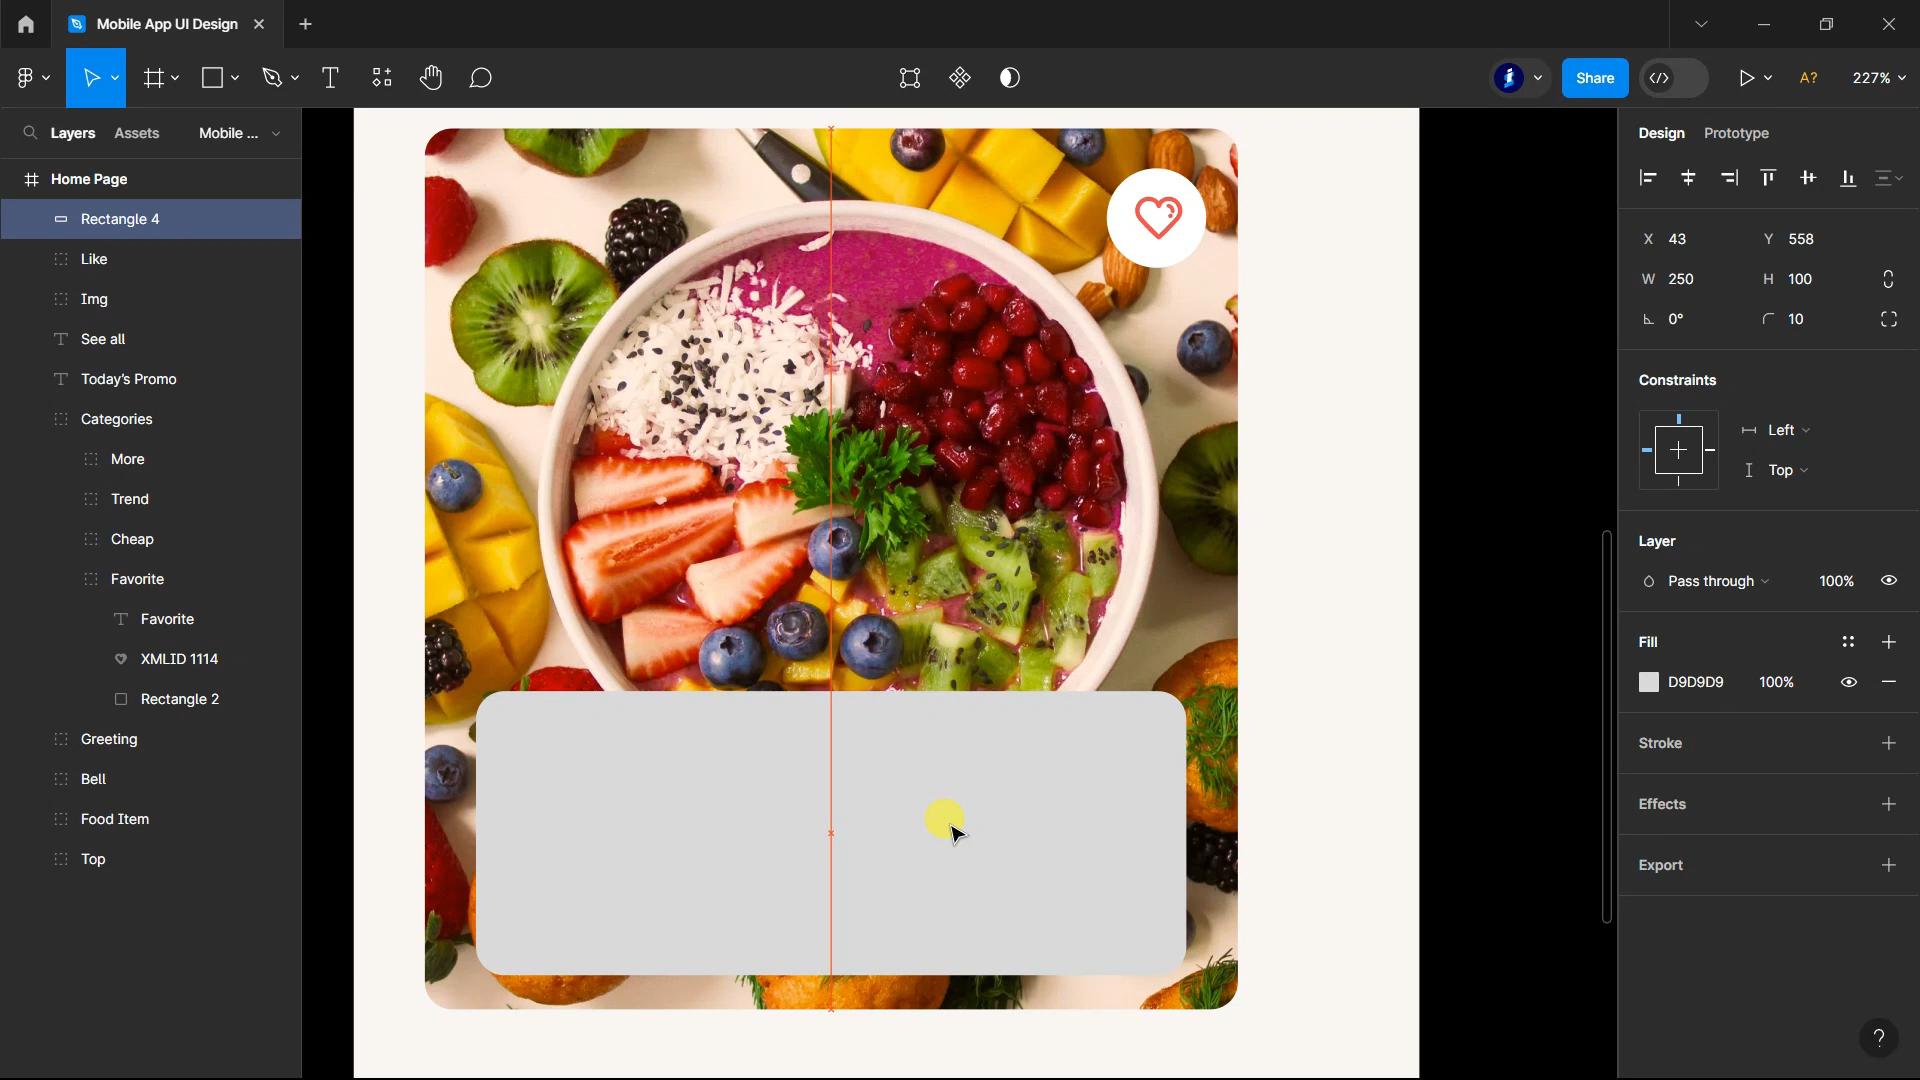 Mobile App UI Design
Share
A?
227%
Layers
Assets
Mobile ...
Home Page
Rectangle 4
Like
Img
See all
Today's Promo
Categories
More
Trend
Cheap
Favorite
Favorite
XMLID 1114
Rectangle 2
Greeting
Bell
Food Item
Top
Design
Prototype
X 43
Y 558
W 250
H 100
0°
10
Constraints
Left
Top
Layer
Pass through
100%
Fill
D9D9D9
100%
Stroke
Effects
Export
?